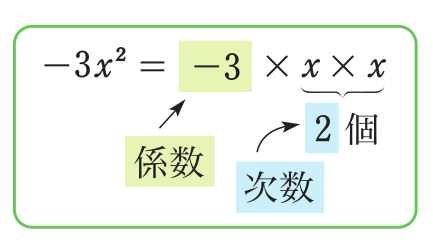 −3x² = −3 × x × x
2 個
係数
次数